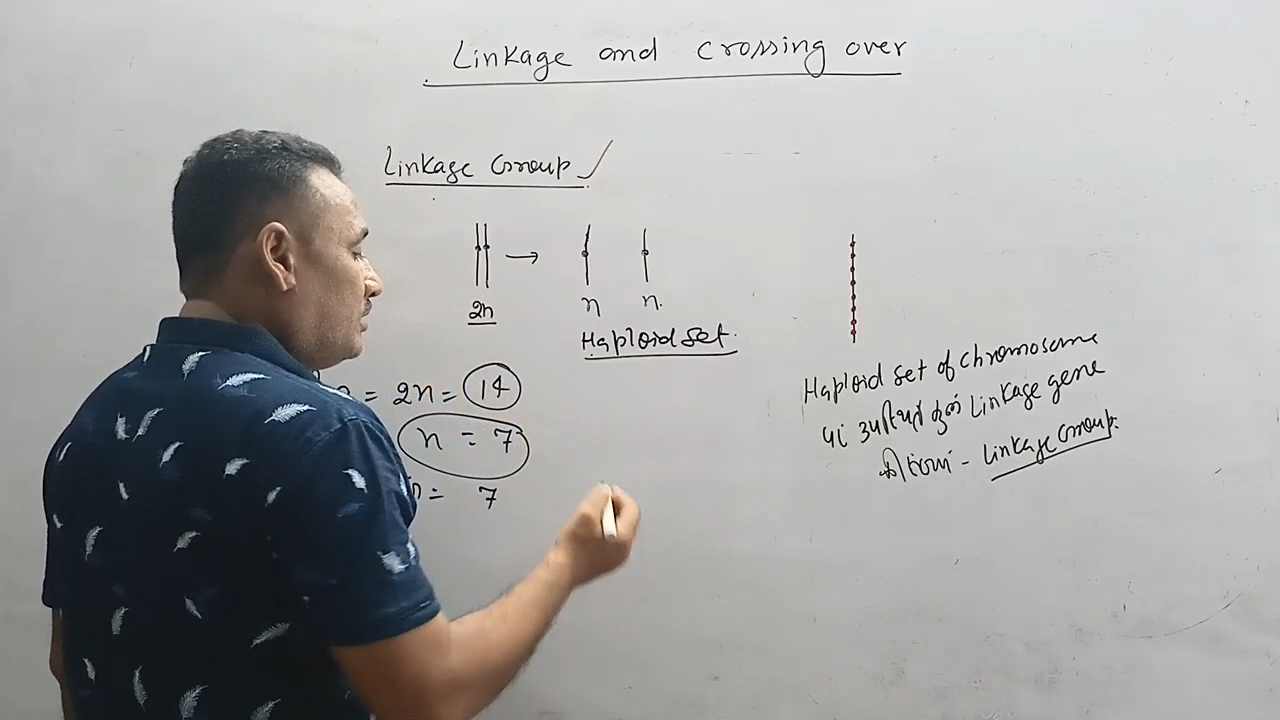 Linkage and crossing over
Linkage Group ✓
2n → n n.
Haploid set.
= 2n = 14
n = 7
n = 7
Haploid set of chromosome
Linkage gene
- Linkage Group.